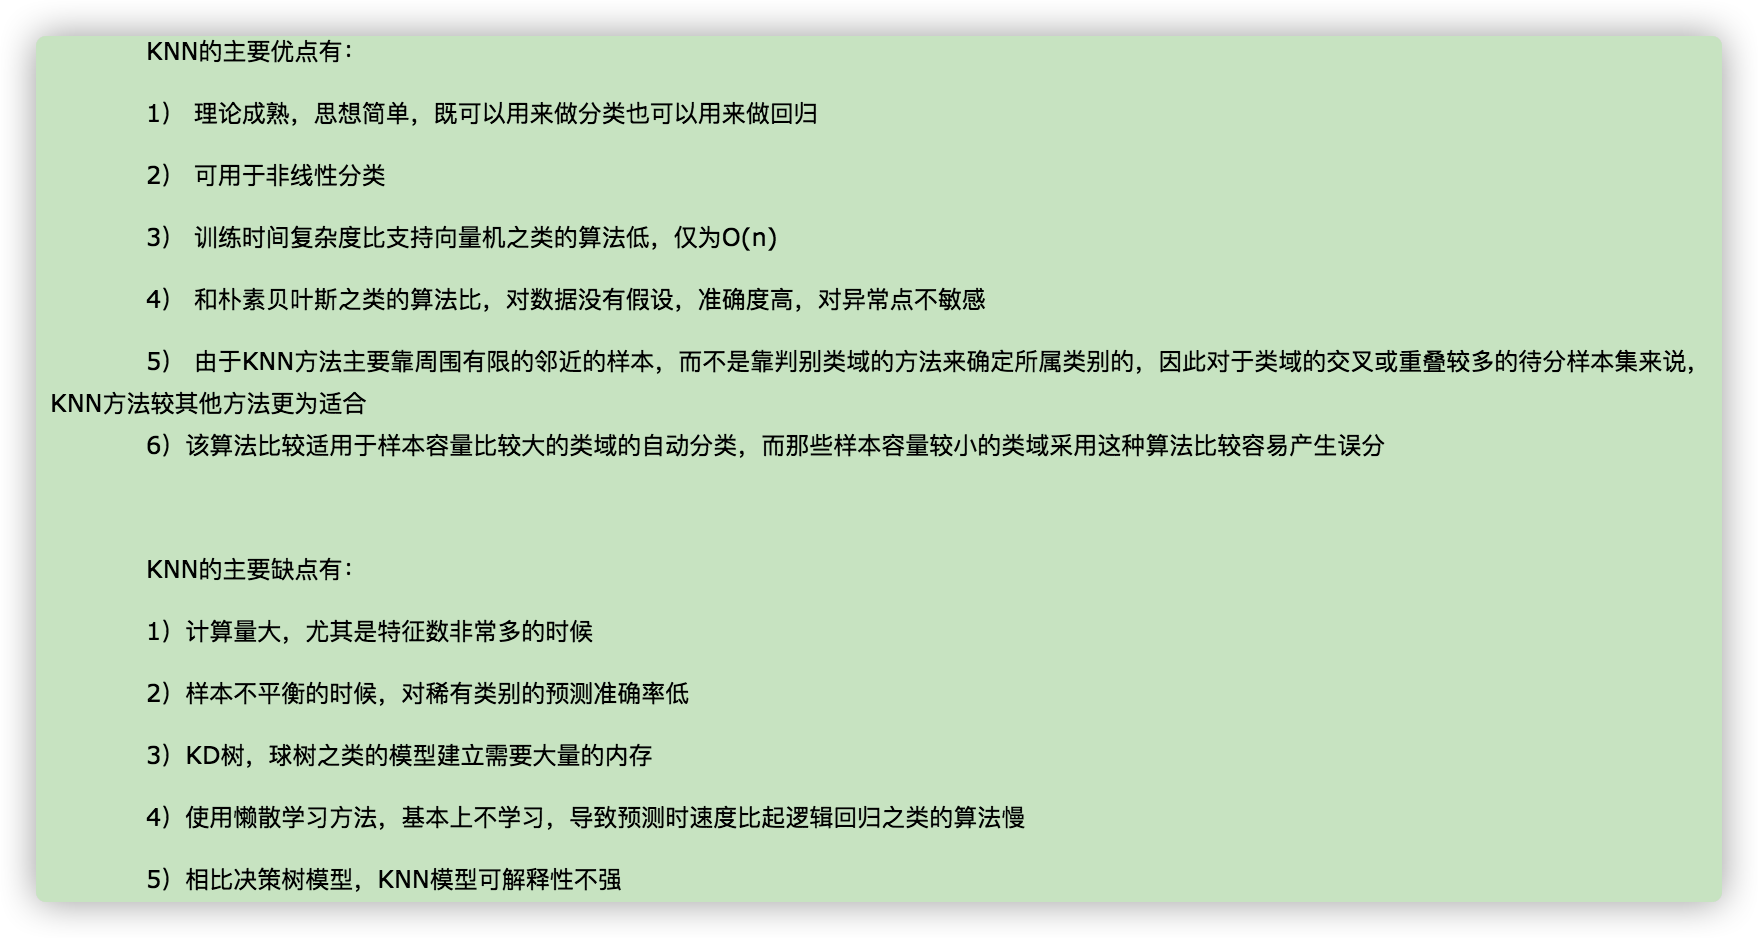 KNN的主要优点有：
1） 理论成熟，思想简单，既可以用来做分类也可以用来做回归
2） 可用于非线性分类
3） 训练时间复杂度比支持向量机之类的算法低，仅为O(n)
4） 和朴素贝叶斯之类的算法比，对数据没有假设，准确度高，对异常点不敏感
5） 由于KNN方法主要靠周围有限的邻近的样本，而不是靠判别类域的方法来确定所属类别的，因此对于类域的交叉或重叠较多的待分样本集来说，
KNN方法较其他方法更为适合
6）该算法比较适用于样本容量比较大的类域的自动分类，而那些样本容量较小的类域采用这种算法比较容易产生误分
KNN的主要缺点有：
1）计算量大，尤其是特征数非常多的时候
2）样本不平衡的时候，对稀有类别的预测准确率低
3）KD树，球树之类的模型建立需要大量的内存
4）使用懒散学习方法，基本上不学习，导致预测时速度比起逻辑回归之类的算法慢
5）相比决策树模型，KNN模型可解释性不强